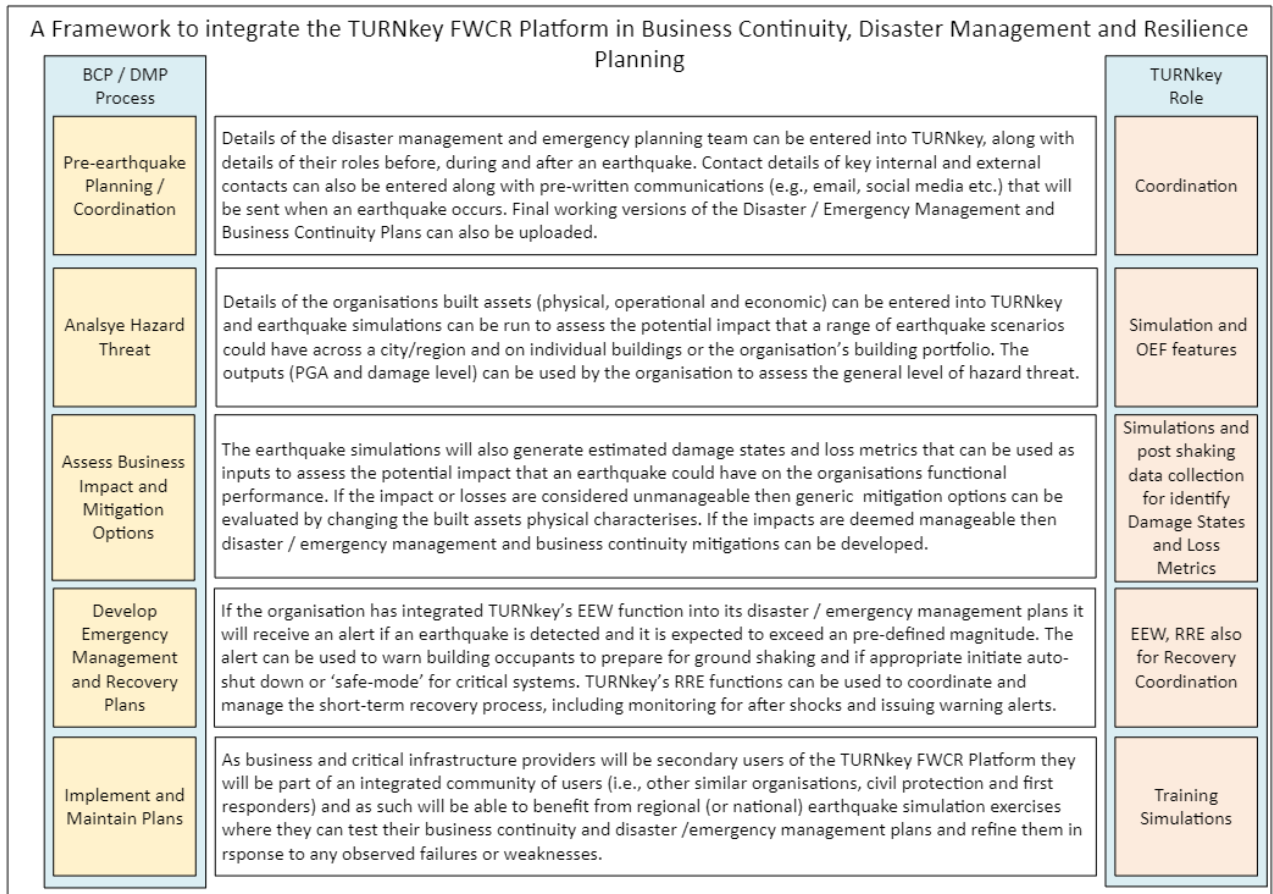 A Framework to integrate the TURNkey FWCR Platform in Business Continuity, Disaster Management and Resilience
Planning
BCP / DMP
Process
TURNkey
Role
Pre-earthquake
Planning /
Coordination
Details of the disaster management and emergency planning team can be entered into TURNkey, along with
details of their roles before, during and after an earthquake. Contact details of key internal and external
contacts can also be entered along with pre-written communications (e.g., email, social media etc.) that will
be sent when an earthquake occurs. Final working versions of the Disaster / Emergency Management and
Business Continuity Plans can also be uploaded.
Coordination
Analsye Hazard
Threat
Details of the organisations built assets (physical, operational and economic) can be entered into TURNkey
and earthquake simulations can be run to assess the potential impact that a range of earthquake scenarios
could have across a city/region and on individual buildings or the organisation's building portfolio. The
outputs (PGA and damage level) can be used by the organisation to assess the general level of hazard threat.
Simulation and
OEF features
Assess Business
Impact and
Mitigation
Options
The earthquake simulations will also generate estimated damage states and loss metrics that can be used as
inputs to assess the potential impact that an earthquake could have on the organisations functional
performance. If the impact or losses are considered unmanageable then generic mitigation options can be
evaluated by changing the built assets physical characterises. If the impacts are deemed manageable then
disaster / emergency management and business continuity mitigations can be developed.
Simulations and
post shaking
data collection
for identify
Damage States
and Loss
Metrics
Develop
Emergency
Management
and Recovery
Plans
If the organisation has integrated TURNkey's EEW function into its disaster / emergency management plans it
will receive an alert if an earthquake is detected and it is expected to exceed an pre-defined magnitude. The
alert can be used to warn building occupants to prepare for ground shaking and if appropriate initiate auto-
shut down or 'safe-mode' for critical systems. TURNkey's RRE functions can be used to coordinate and
manage the short-term recovery process, including monitoring for after shocks and issuing warning alerts.
EEW, RRE also
for Recovery
Coordination
Implement and
Maintain Plans
As business and critical infrastructure providers will be secondary users of the TURNkey FWCR Platform they
will be part of an integrated community of users (i.e., other similar organisations, civil protection and first
responders) and as such will be able to benefit from regional (or national) earthquake simulation exercises
where they can test their business continuity and disaster /emergency management plans and refine them in
rsponse to any observed failures or weaknesses.
Training
Simulations